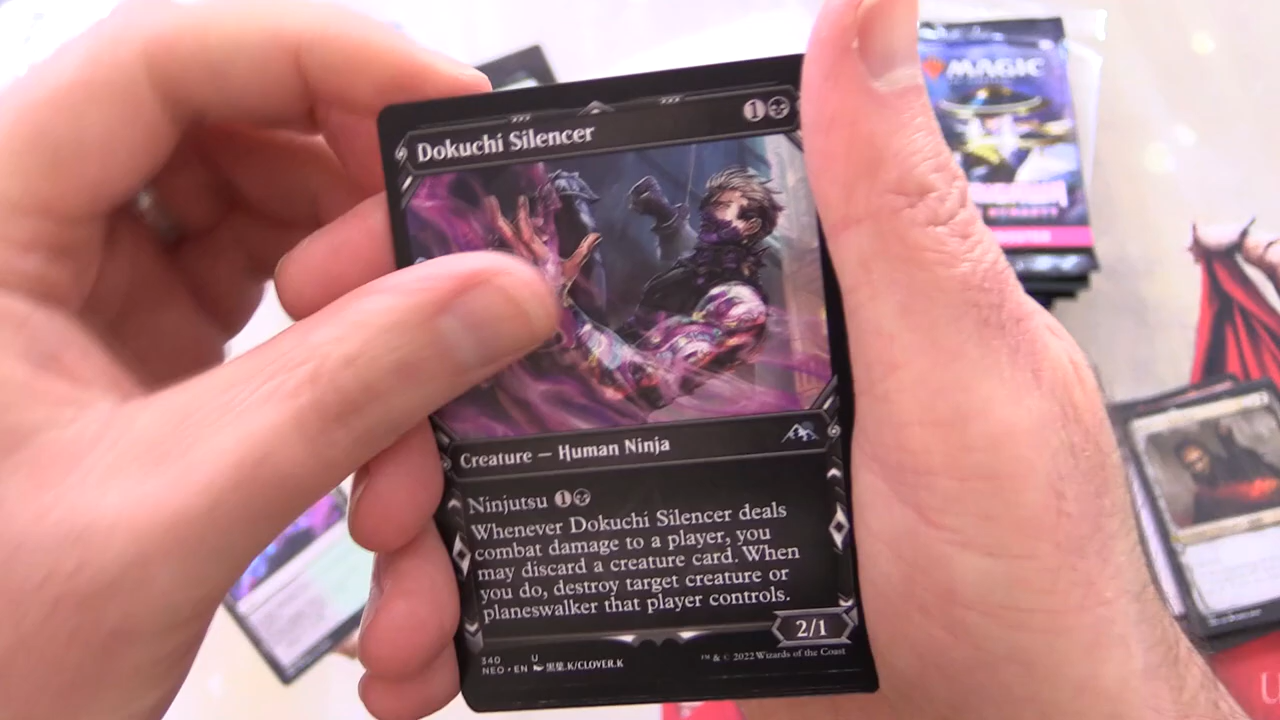 Dokuchi Silencer
1
Creature — Human Ninja
Ninjutsu 1
Whenever Dokuchi Silencer deals
combat damage to a player, you
may discard a creature card. When
you do, destroy target creature or
planeswalker that player controls.
2/1
340 U
NEO • EN 黒葉.K/CLOVER.K
™ & © 2022 Wizards of the Coast
MAGIC
DYNASTY
U